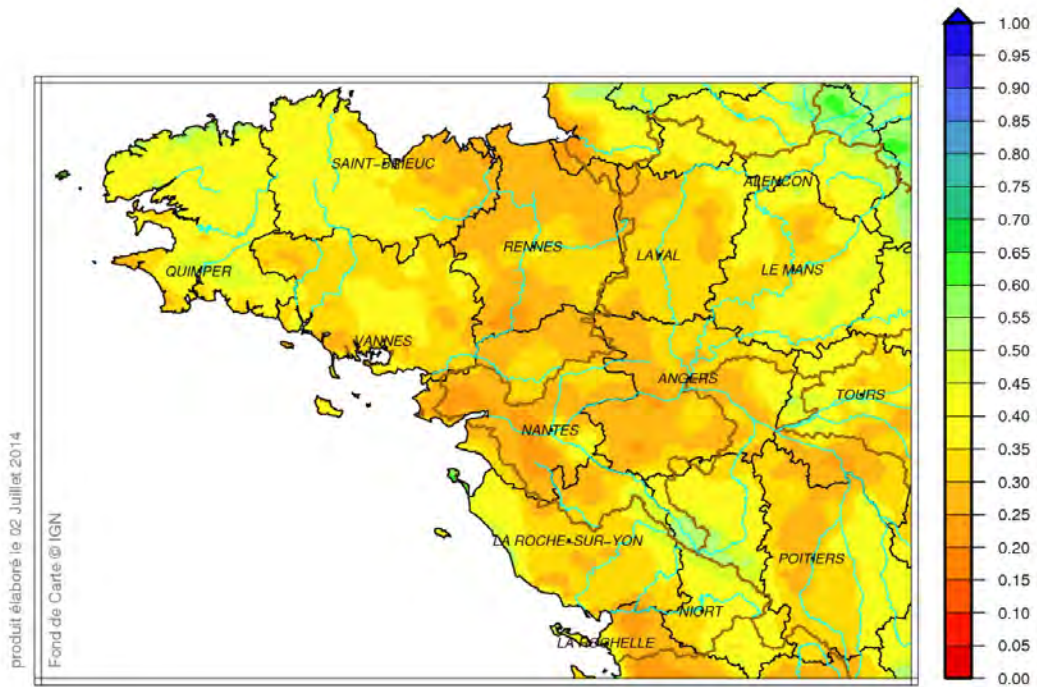 SAINT-BRIEUC
ALENCON
RENNES
LAVAL
QUIMPER
LE MANS
VANNES
ANGERS
TOURS
NANTES
LA ROCHE-SUR-YON
POITIERS
NIORT
LA ROCHELLE
produit élaboré le 02 Juillet 2014
Fond de Carte © IGN
1.00
0.95
0.90
0.85
0.80
0.75
0.70
0.65
0.60
0.55
0.50
0.45
0.40
0.35
0.30
0.25
0.20
0.15
0.10
0.05
0.00